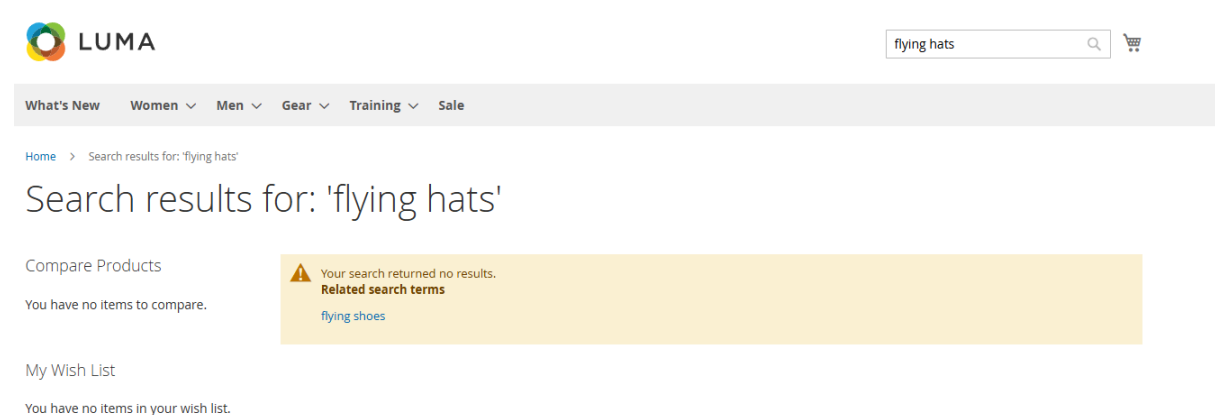 LUMA
flying hats
What's New Women Men Gear Training Sale
Home > Search results for: 'flying hats'
Search results for: 'flying hats'
Compare Products
You have no items to compare.
Your search returned no results.
Related search terms
flying shoes
My Wish List
You have no items in your wish list.